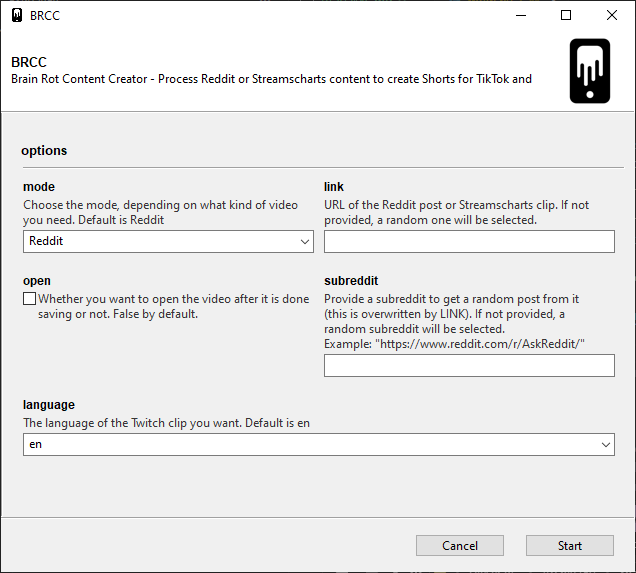 BRCC
BRCC
Brain Rot Content Creator - Process Reddit or Streamscharts content to create Shorts for TikTok and
options
mode
Choose the mode, depending on what kind of video
you need. Default is Reddit
Reddit
link
URL of the Reddit post or Streamscharts clip. If not
provided, a random one will be selected.
open
Whether you want to open the video after it is done
saving or not. False by default.
subreddit
Provide a subreddit to get a random post from it
(this is overwritten by LINK). If not provided, a
random subreddit will be selected.
Example: "https://www.reddit.com/r/AskReddit/"
language
The language of the Twitch clip you want. Default is en
en
Cancel
Start